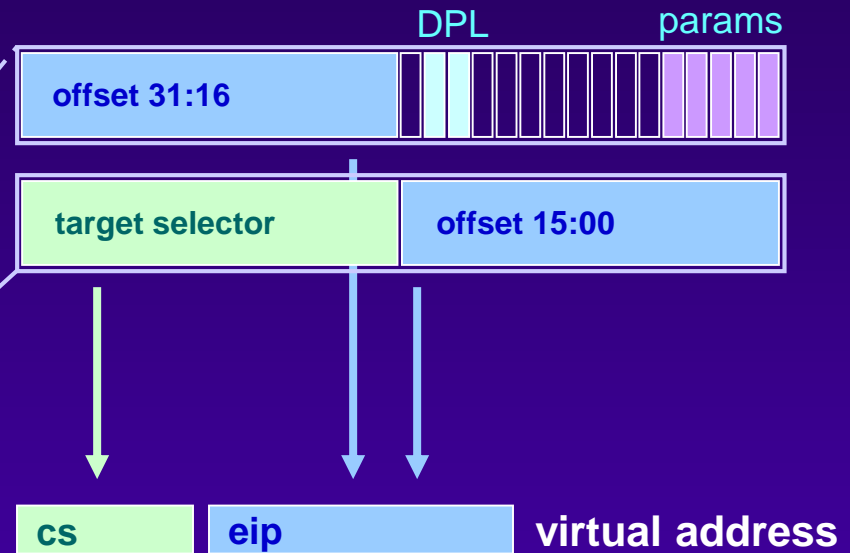 DPL params
offset 31:16
target selector offset 15:00
cs eip virtual address